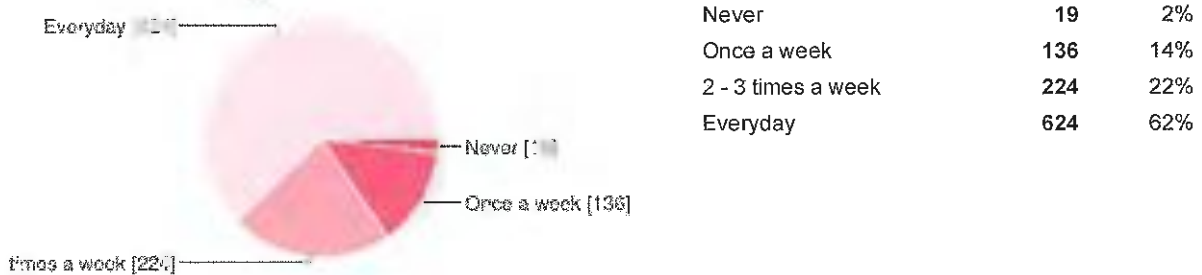 Everyday
Never
Once a week [136]
times a week [224]
Never 19 2%
Once a week 136 14%
2 - 3 times a week 224 22%
Everyday 624 62%